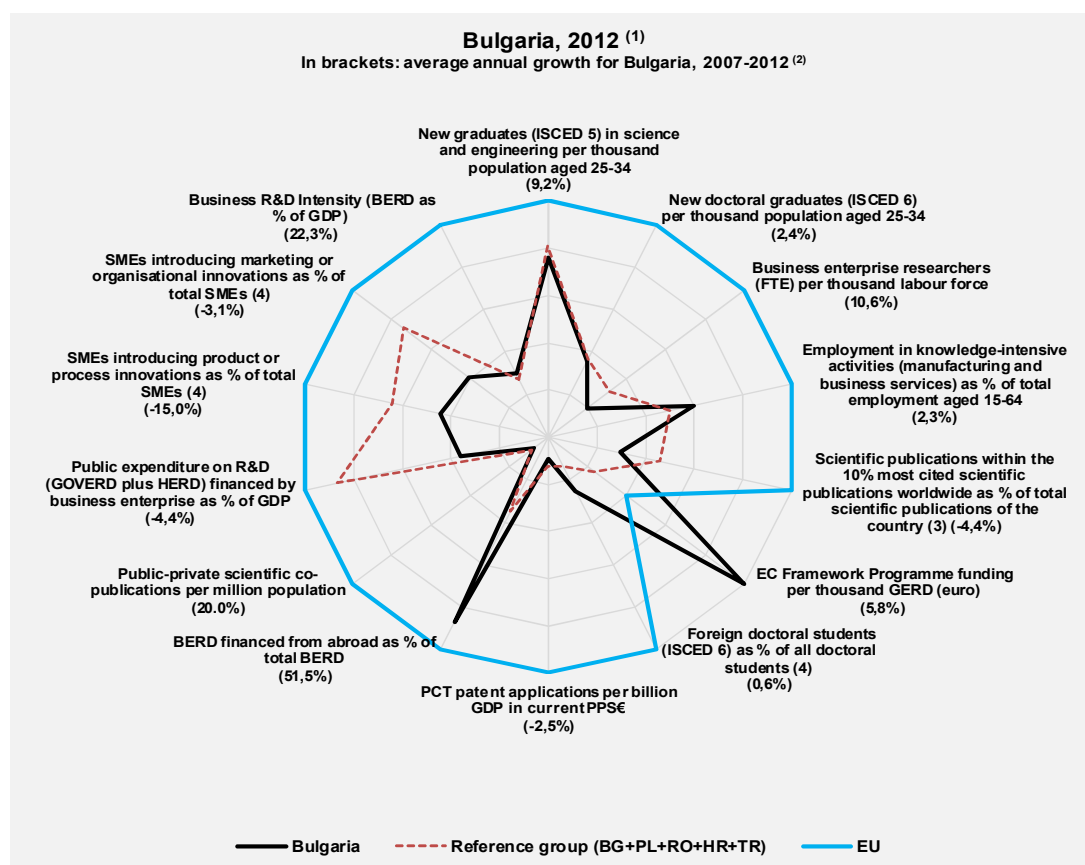 Bulgaria, 2012 (1)
In brackets: average annual growth for Bulgaria, 2007-2012 (2)
New graduates (ISCED 5) in science
and engineering per thousand
population aged 25-34
(9,2%)
New doctoral graduates (ISCED 6)
per thousand population aged 25-34
(2,4%)
Business enterprise researchers
(FTE) per thousand labour force
(10,6%)
Employment in knowledge-intensive
activities (manufacturing and
business services) as % of total
employment aged 15-64
(2,3%)
Scientific publications within the
10% most cited scientific
publications worldwide as % of total
scientific publications of the
country (3) (-4,4%)
EC Framework Programme funding
per thousand GERD (euro)
(5,8%)
Foreign doctoral students
(ISCED 6) as % of all doctoral
students (4)
(0,6%)
PCT patent applications per billion
GDP in current PPS€
(-2,5%)
BERD financed from abroad as % of
total BERD
(51,5%)
Public-private scientific co-
publications per million population
(20.0%)
Public expenditure on R&D
(GOVERD plus HERD) financed by
business enterprise as % of GDP
(-4,4%)
SMEs introducing product or
process innovations as % of total
SMEs (4)
(-15,0%)
SMEs introducing marketing or
organisational innovations as % of
total SMEs (4)
(-3,1%)
Business R&D Intensity (BERD as
% of GDP)
(22,3%)
Bulgaria
Reference group (BG+PL+RO+HR+TR)
EU